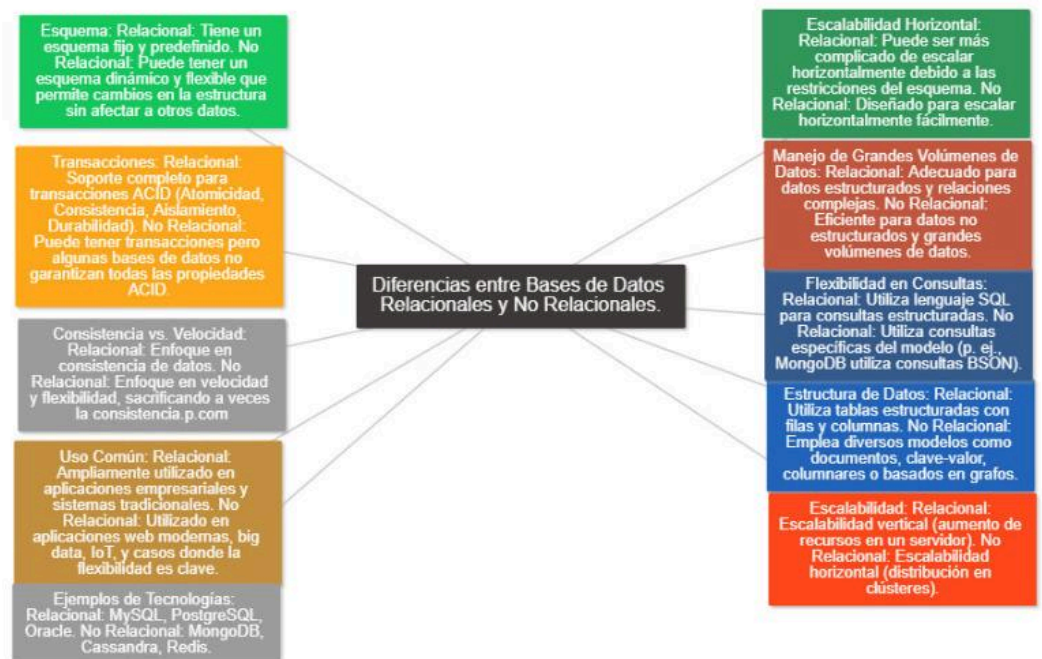 Esquema: Relacional: Tiene un
esquema fijo y predefinido. No
Relacional: Puede tener un
esquema dinámico y flexible que
permite cambios en la estructura
sin afectar a otros datos.
Transacciones: Relacional:
Soporte completo para
transacciones ACID (Atomicidad,
Consistencia, Aislamiento,
Durabilidad). No Relacional:
Puede tener transacciones pero
algunas bases de datos no
garantizan todas las propiedades
ACID.
Consistencia vs. Velocidad:
Relacional: Enfoque en
consistencia de datos. No
Relacional: Enfoque en velocidad
y flexibilidad, sacrificando a veces
la consistencia.p.com
Uso Común: Relacional:
Ampliamente utilizado en
aplicaciones empresariales y
sistemas tradicionales. No
Relacional: Utilizado en
aplicaciones web modernas, big
data, IoT, y casos donde la
flexibilidad es clave.
Ejemplos de Tecnologías:
Relacional: MySQL, PostgreSQL,
Oracle. No Relacional: MongoDB,
Cassandra, Redis.
Diferencias entre Bases de Datos
Relacionales y No Relacionales.
Escalabilidad Horizontal:
Relacional: Puede ser más
complicado de escalar
horizontalmente debido a las
restricciones del esquema. No
Relacional: Diseñado para escalar
horizontalmente fácilmente.
Manejo de Grandes Volúmenes de
Datos: Relacional: Adecuado para
datos estructurados y relaciones
complejas. No Relacional:
Eficiente para datos no
estructurados y grandes
volúmenes de datos.
Flexibilidad en Consultas:
Relacional: Utiliza lenguaje SQL
para consultas estructuradas. No
Relacional: Utiliza consultas
específicas del modelo (p. ej.,
MongoDB utiliza consultas BSON).
Estructura de Datos: Relacional:
Utiliza tablas estructuradas con
filas y columnas. No Relacional:
Emplea diversos modelos como
documentos, clave-valor,
columnares o basados en grafos.
Escalabilidad: Relacional:
Escalabilidad vertical (aumento de
recursos en un servidor). No
Relacional: Escalabilidad
horizontal (distribución en
clústeres).